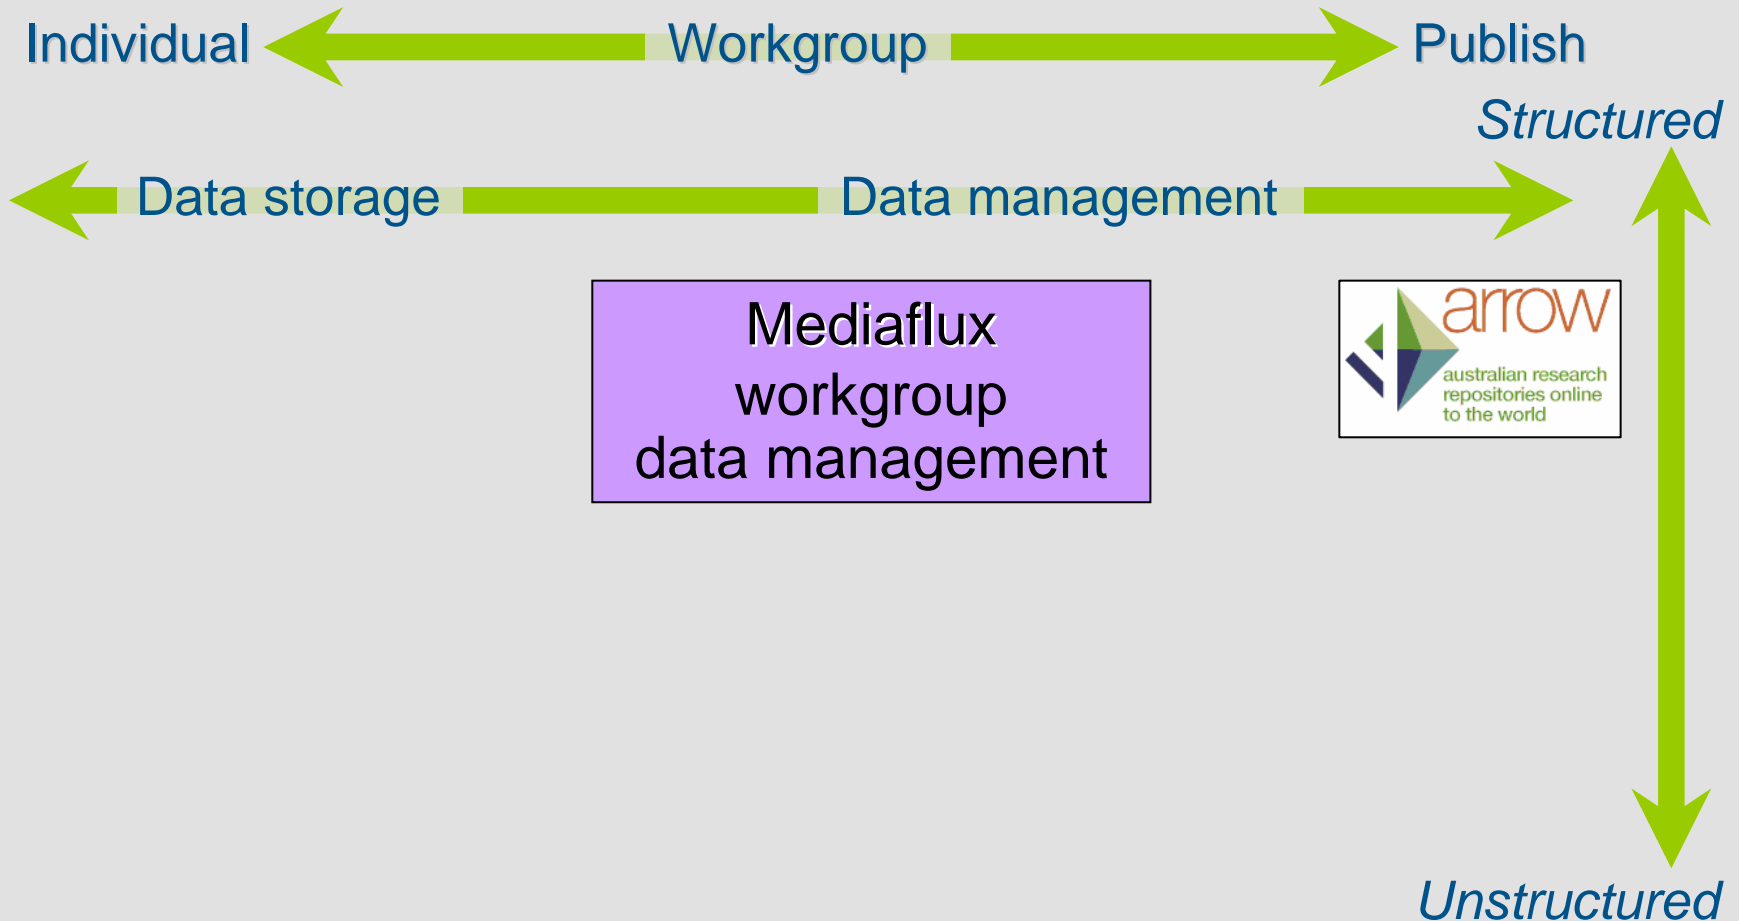 Individual Workgroup Publish
Structured
Data storage Data management
Mediaflux
workgroup
data management
arrow
australian research
repositories online
to the world
Unstructured